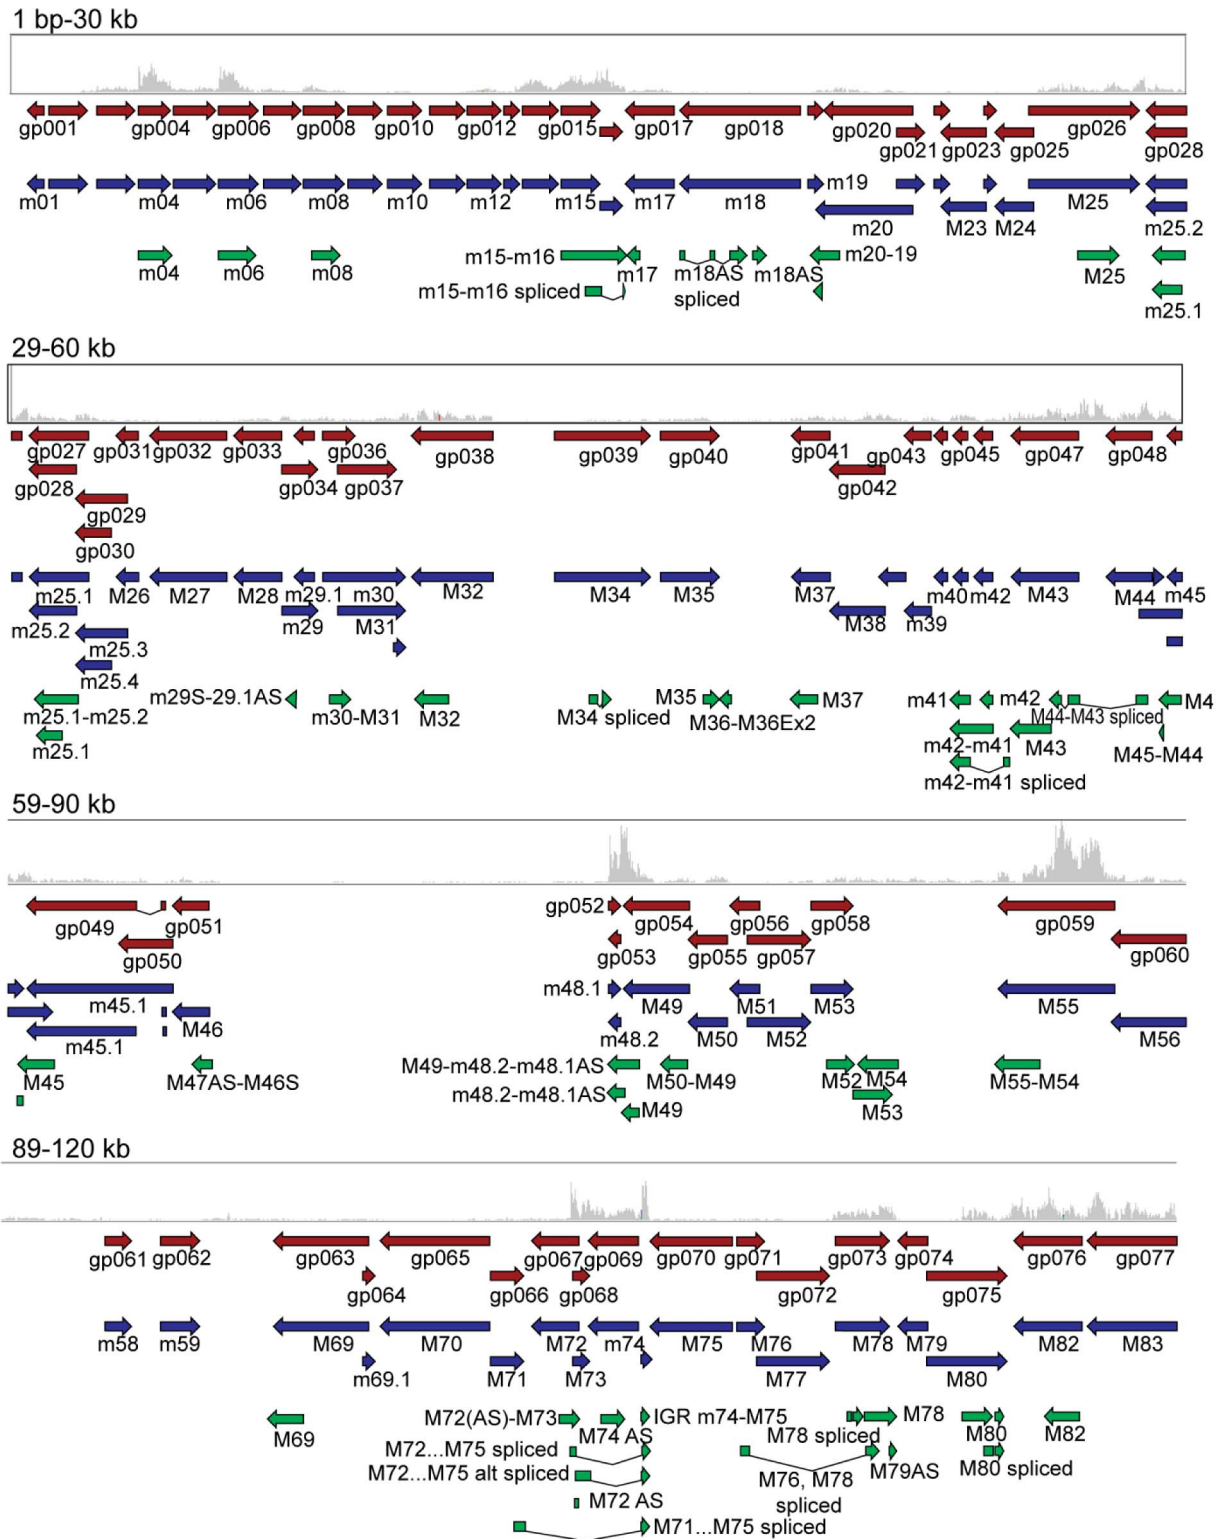 1 bp-30 kb
gp001 gp004 gp006 gp008 gp010 gp012 gp015 gp017 gp018 gp020 gp026
gp021 gp023 gp025 gp028
m19
m01 m04 m06 m08 m10 m12 m15 m17 m18 M25
m20 M23 M24 m25.2
m15-m16 m20-19
m04 m06 m08 m17 m18AS m18AS M25
m15-m16 spliced spliced m25.1
29-60 kb
gp027 gp031 gp032 gp033 gp036 gp038 gp039 gp040 gp041 gp043 gp045 gp047 gp048
gp028 gp034 gp037 gp042
gp029
gp030
m25.1 M26 M27 M28 m29.1 m30 M32 M34 M35 M37 m40 m42 M43 M44 m45
m25.2 m29 M31 M38 m39
m25.3
m25.4
m29S-29.1AS M35 M37 m41 m42 M4
m25.1-m25.2 m30-M31 M32 M34 spliced M36-M36Ex2 M44-M43 spliced
m25.1 m42-m41 M43 M45-M44
m42-m41 spliced
59-90 kb
gp052
gp049 gp051 gp054 gp056 gp058 gp059
gp050 gp053 gp055 gp057 gp060
m48.1
m45.1 M49 M51 M53 M55
m45.1 M46 m48.2 M50 M52 M56
M49-m48.2-m48.1AS
M45 M47AS-M46S M50-M49 M52 M54 M55-M54
m48.2-m48.1AS
M49 M53
89-120 kb
gp061 gp062 gp063 gp065 gp067 gp069 gp070 gp071 gp073 gp074 gp076 gp077
gp064 gp066 gp068 gp072 gp075
m58 m59 M69 M70 M72 m74 M75 M76 M78 M79 M82 M83
m69.1 M71 M73 M77 M80
M72(AS)-M73 IGR m74-M75 M78
M69 M74 AS M78 spliced M80 M82
M72...M75 spliced
M72...M75 alt spliced M76, M78 M79AS M80 spliced
M72 AS spliced
M71...M75 spliced